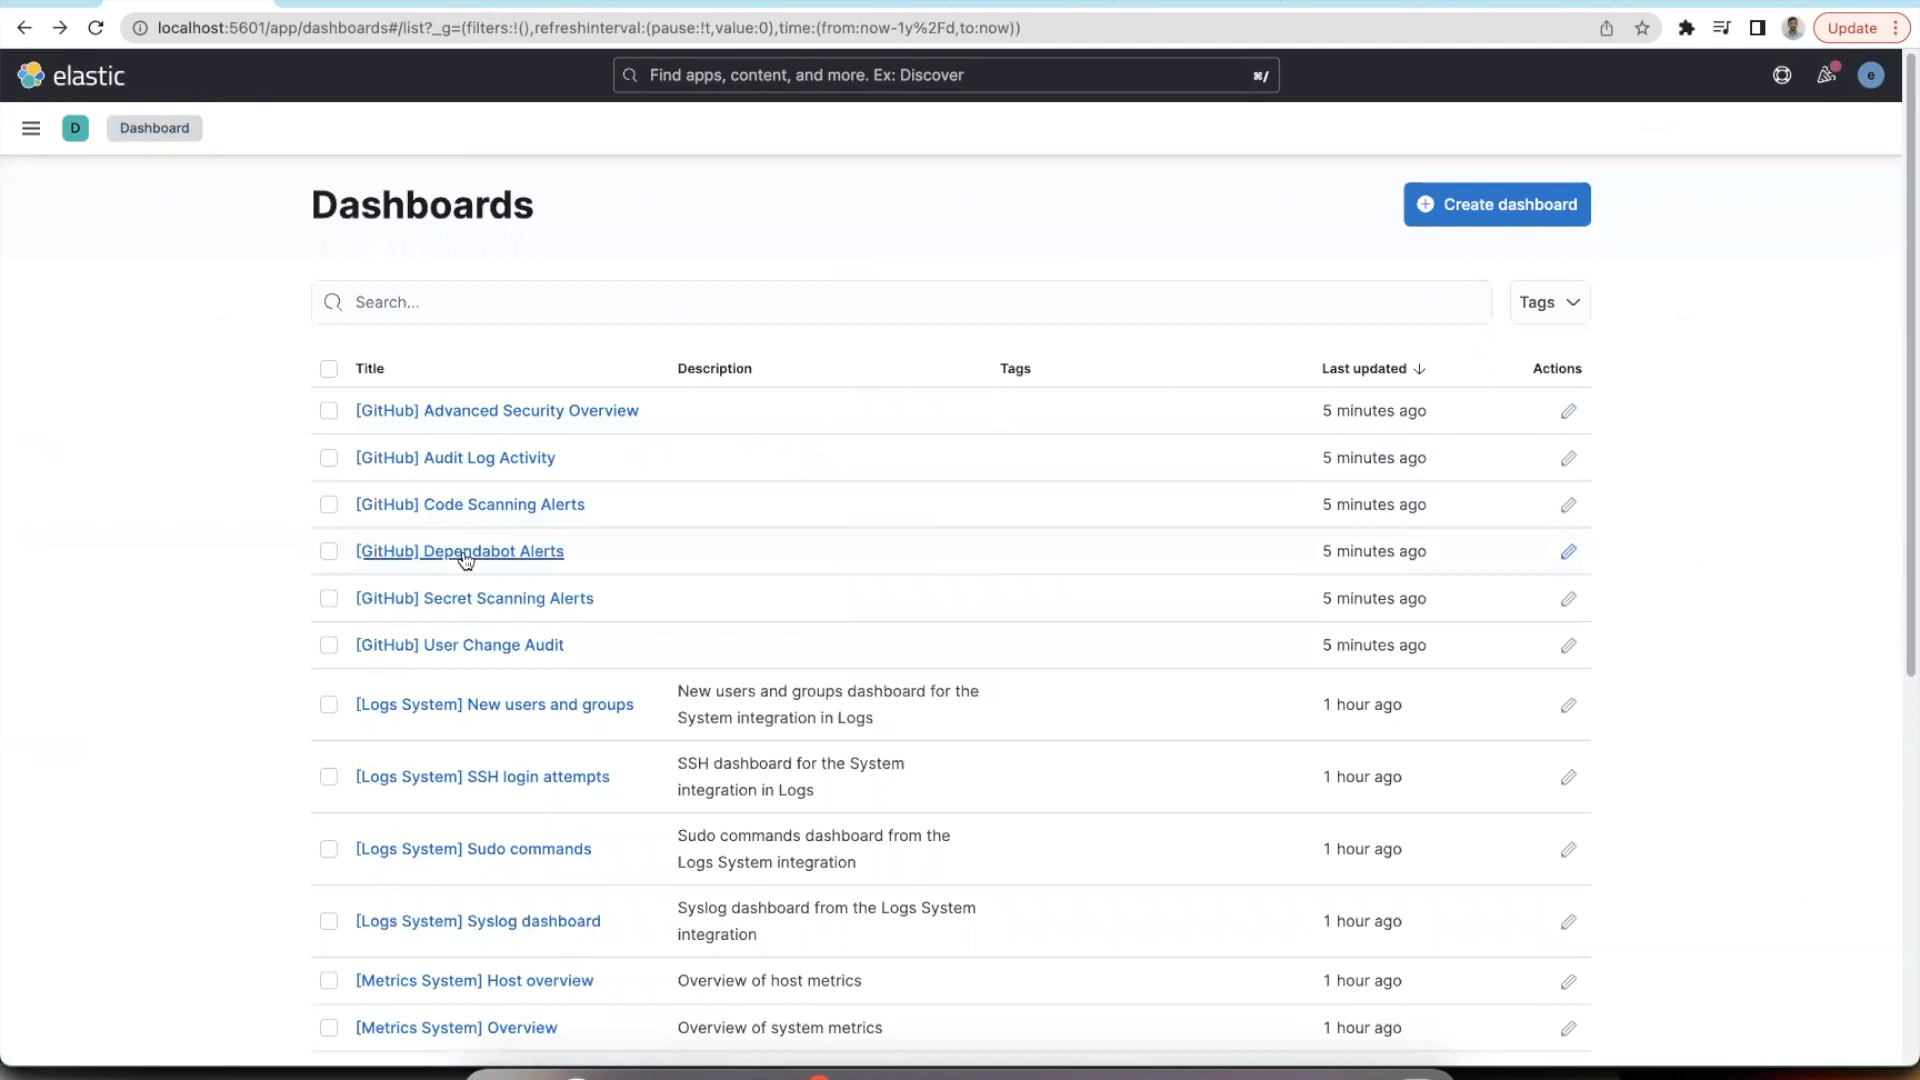 localhost:5601/app/dashboards#/list?_g=(filters:!(),refreshInterval:(pause:!t,value:0),time:(from:now-1y%2Fd,to:now))
Update
elastic
Find apps, content, and more. Ex: Discover
⌘/
e
D
Dashboard
Dashboards
Create dashboard
Search...
Tags
Title Description Tags Last updated Actions
[GitHub] Advanced Security Overview 5 minutes ago
[GitHub] Audit Log Activity 5 minutes ago
[GitHub] Code Scanning Alerts 5 minutes ago
[GitHub] Dependabot Alerts 5 minutes ago
[GitHub] Secret Scanning Alerts 5 minutes ago
[GitHub] User Change Audit 5 minutes ago
[Logs System] New users and groups
New users and groups dashboard for the
System integration in Logs
1 hour ago
[Logs System] SSH login attempts
SSH dashboard for the System
integration in Logs
1 hour ago
[Logs System] Sudo commands
Sudo commands dashboard from the
Logs System integration
1 hour ago
[Logs System] Syslog dashboard
Syslog dashboard from the Logs System
integration
1 hour ago
[Metrics System] Host overview Overview of host metrics 1 hour ago
[Metrics System] Overview Overview of system metrics 1 hour ago